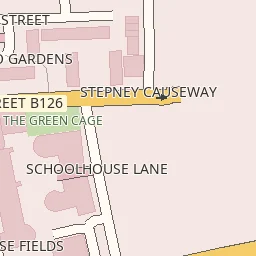 STREET
GARDENS
STEPNEY CAUSEWAY
REET B126
THE GREEN CAGE
SCHOOLHOUSE LANE
SE FIELDS